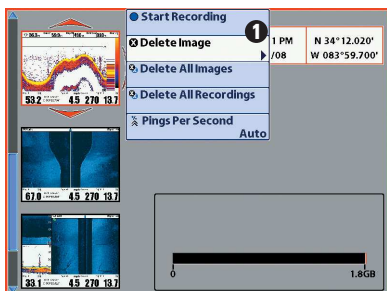 Start Recording
1
Delete Image
Delete All Images
Delete All Recordings
Pings Per Second
Auto
1 PM
/08
N 34°12.020'
W 083°59.700'
53.2 4.5 270 13.7
67.0 4.5 270 13.7
33.1 4.5 270 13.7
0 1.8GB